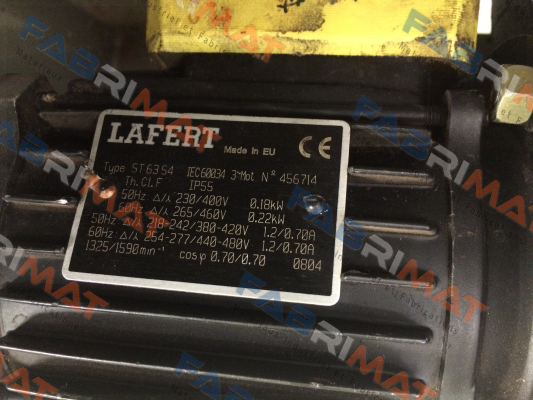 LAFERT
Made in EU
CE
Type ST63S4 IEC60034 3~Mot Nº 456714
Th.Cl.F IP55
50Hz Δ/⅄ 230/400V 0.18kW
60Hz Δ/⅄ 265/460V 0.22kW
50Hz Δ/⅄ 218-242/380-420V 1.2/0.70A
60Hz Δ/⅄ 254-277/440-480V 1.2/0.70A
1325/1590min⁻¹ cosφ 0.70/0.70 0804
FABRIMAT
FABRIMAT
FABRIMAT
FABRIMAT
FABRIMAT